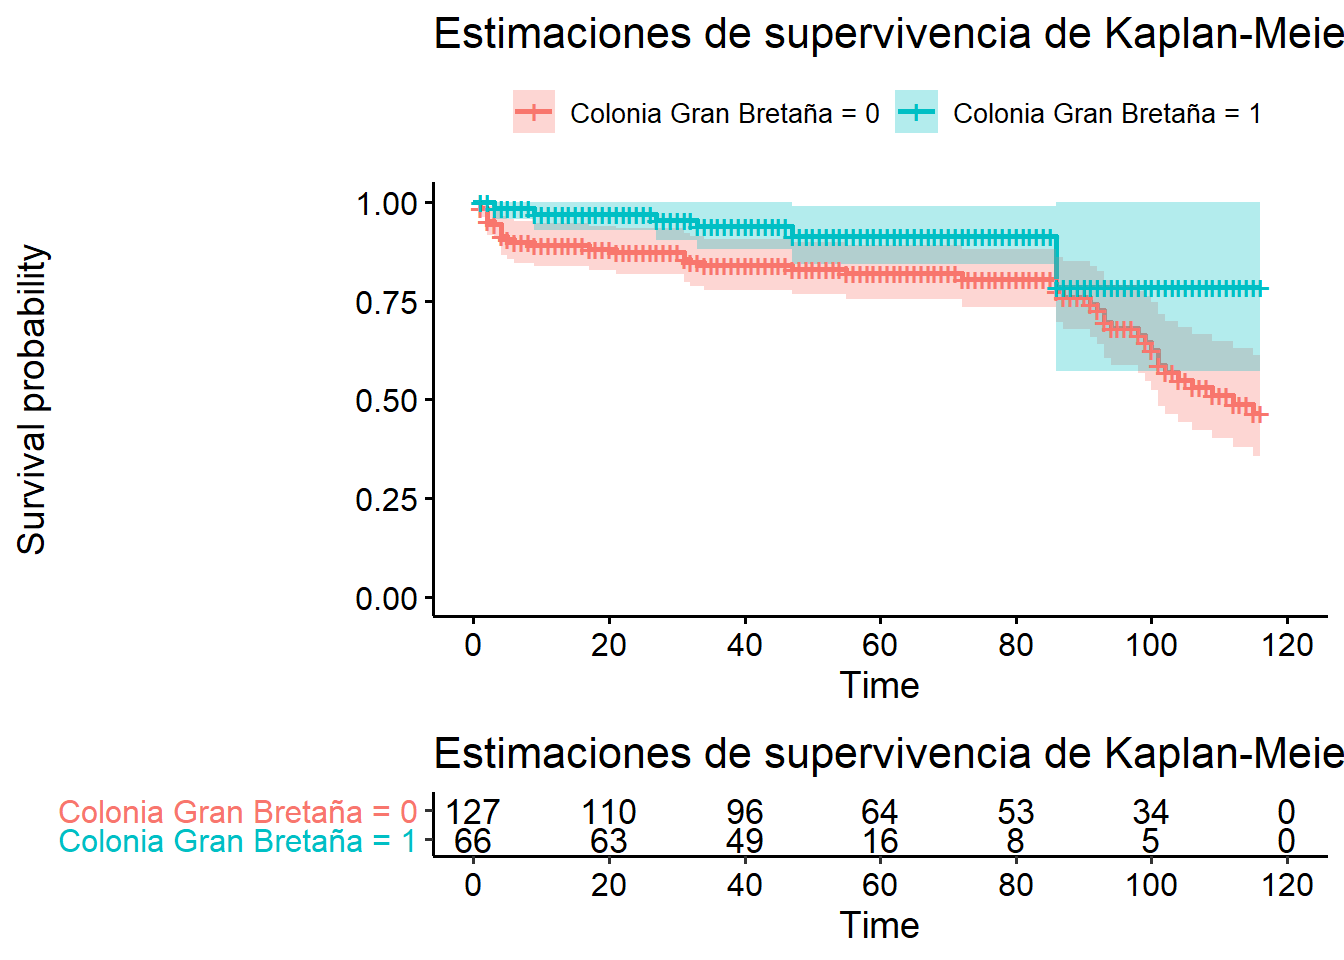 Estimaciones de supervivencia de Kaplan-Meie
Colonia Gran Bretaña = 0 Colonia Gran Bretaña = 1
Survival probability
1.00
0.75
0.50
0.25
0.00
0 20 40 60 80 100 120
Time
Estimaciones de supervivencia de Kaplan-Meie
Colonia Gran Bretaña = 0 127 110 96 64 53 34 0
Colonia Gran Bretaña = 1 66 63 49 16 8 5 0
0 20 40 60 80 100 120
Time